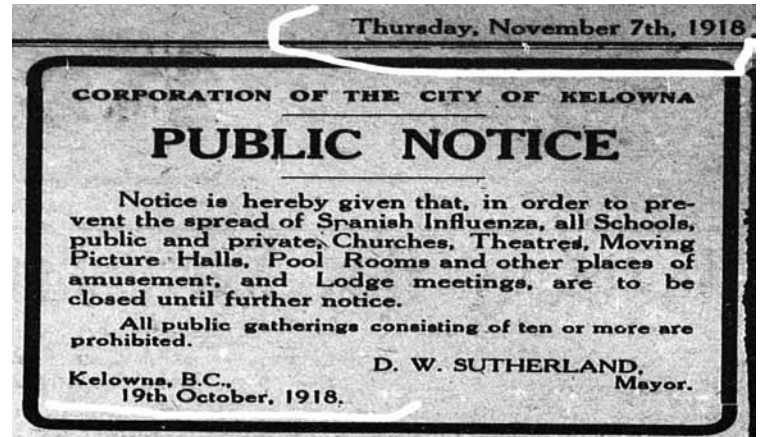 Thursday, November 7th, 1918
CORPORATION OF THE CITY OF KELOWNA
PUBLIC NOTICE
Notice is hereby given that, in order to pre-
vent the spread of Spanish Influenza, all Schools,
public and private, Churches, Theatres, Moving
Picture Halls, Pool Rooms and other places of
amusement, and Lodge meetings, are to be
closed until further notice.
All public gatherings consisting of ten or more are
prohibited.
D. W. SUTHERLAND,
Mayor.
Kelowna, B.C.,
19th October, 1918.